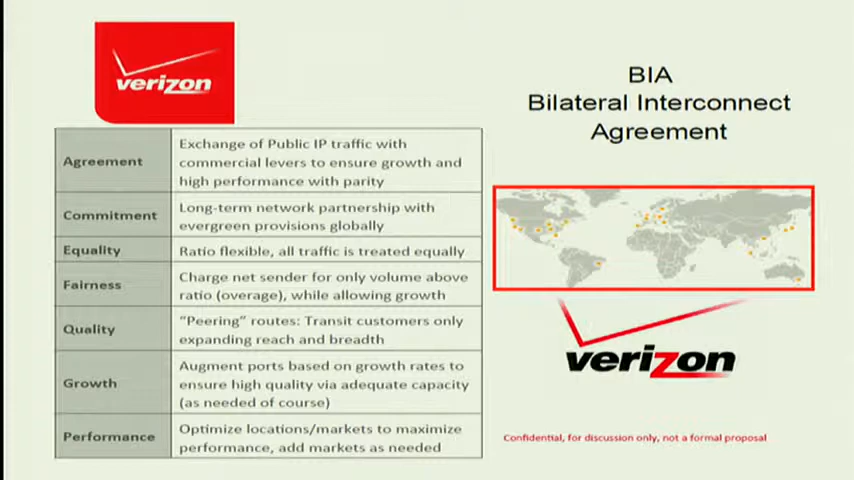 verizon
BIA
Bilateral Interconnect
Agreement
Agreement
Exchange of Public IP traffic with
commercial levers to ensure growth and
high performance with parity
Commitment
Long-term network partnership with
evergreen provisions globally
Equality
Ratio flexible, all traffic is treated equally
Fairness
Charge net sender for only volume above
ratio (overage), while allowing growth
Quality
“Peering” routes: Transit customers only
expanding reach and breadth
Growth
Augment ports based on growth rates to
ensure high quality via adequate capacity
(as needed of course)
Performance
Optimize locations/markets to maximize
performance, add markets as needed
verizon
Confidential, for discussion only, not a formal proposal